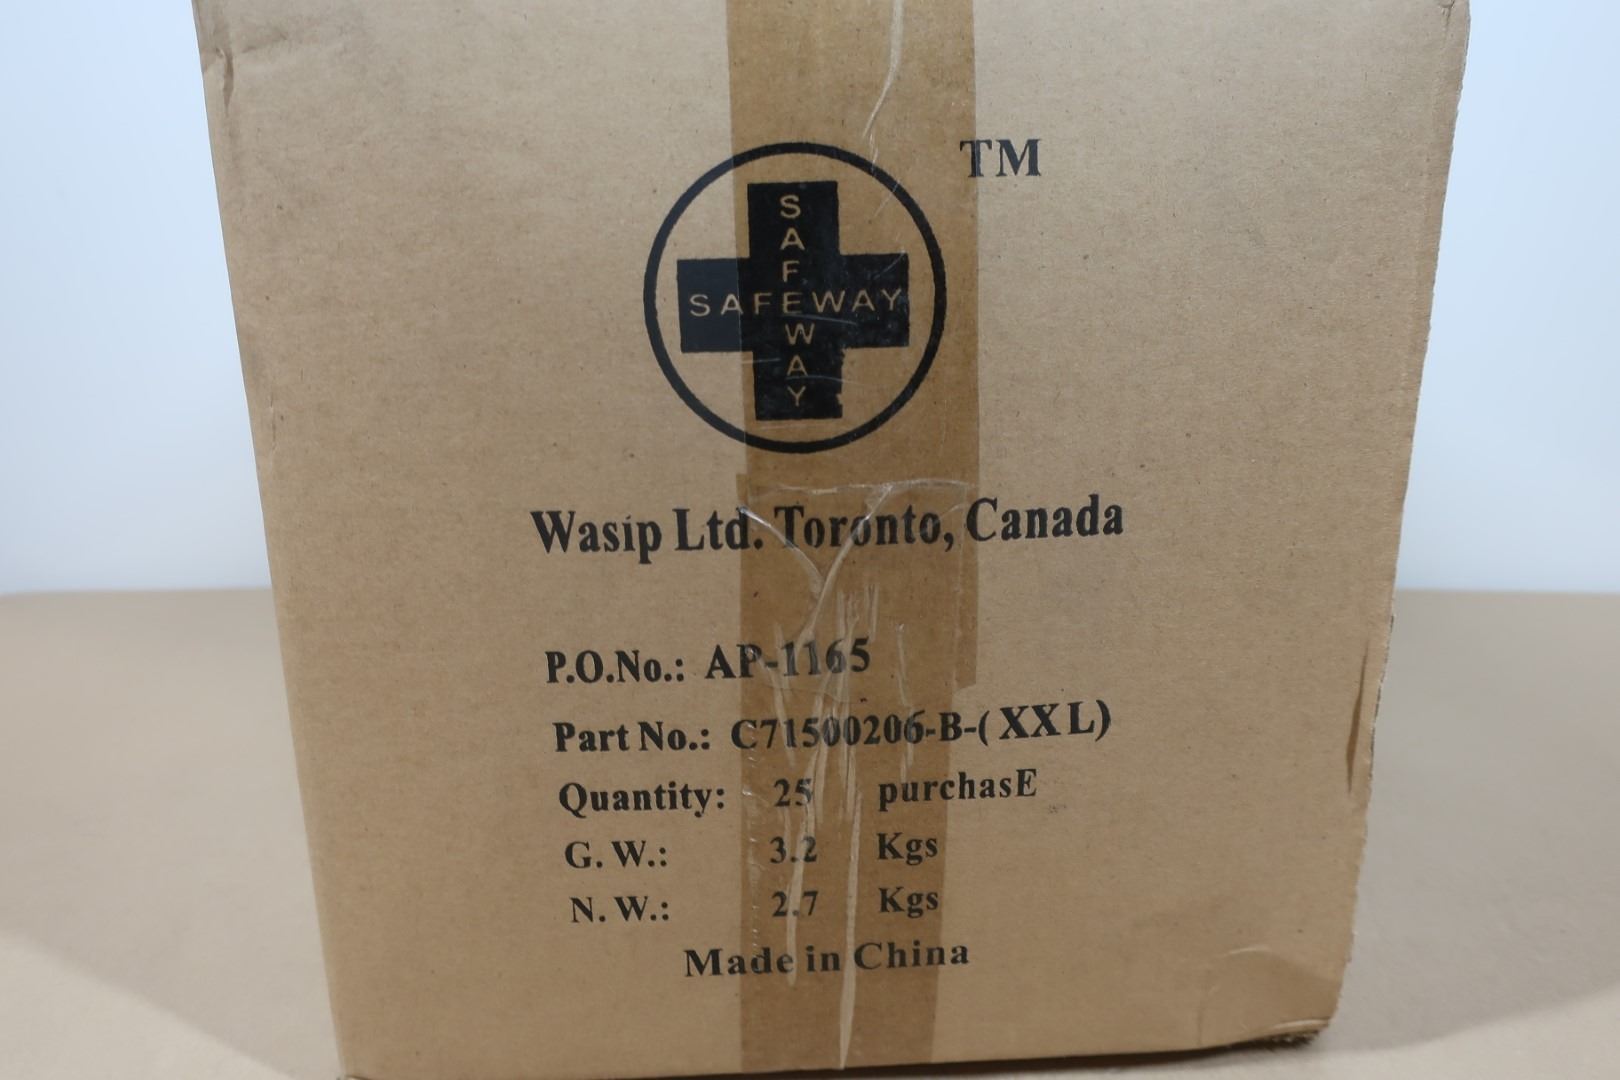 TM
SAFEWAY
SAFEWAY
Wasip Ltd. Toronto, Canada
P.O.No.: AP-1165
Part No.: C71500206-B-(XXL)
Quantity: 25 purchasE
G. W.: 3.2 Kgs
N. W.: 2.7 Kgs
Made in China